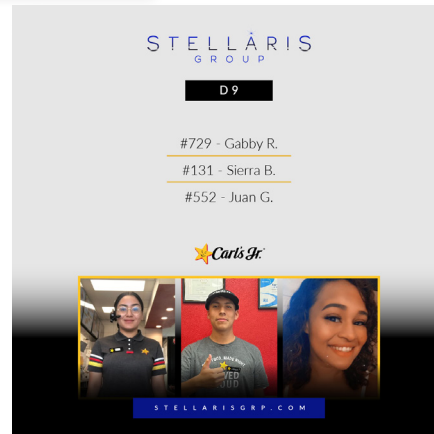 STELLARIS
GROUP
D9
#729 - Gabby R.
#131 - Sierra B.
#552 - Juan G.
Carl's Jr.
STELLARISGRP.COM